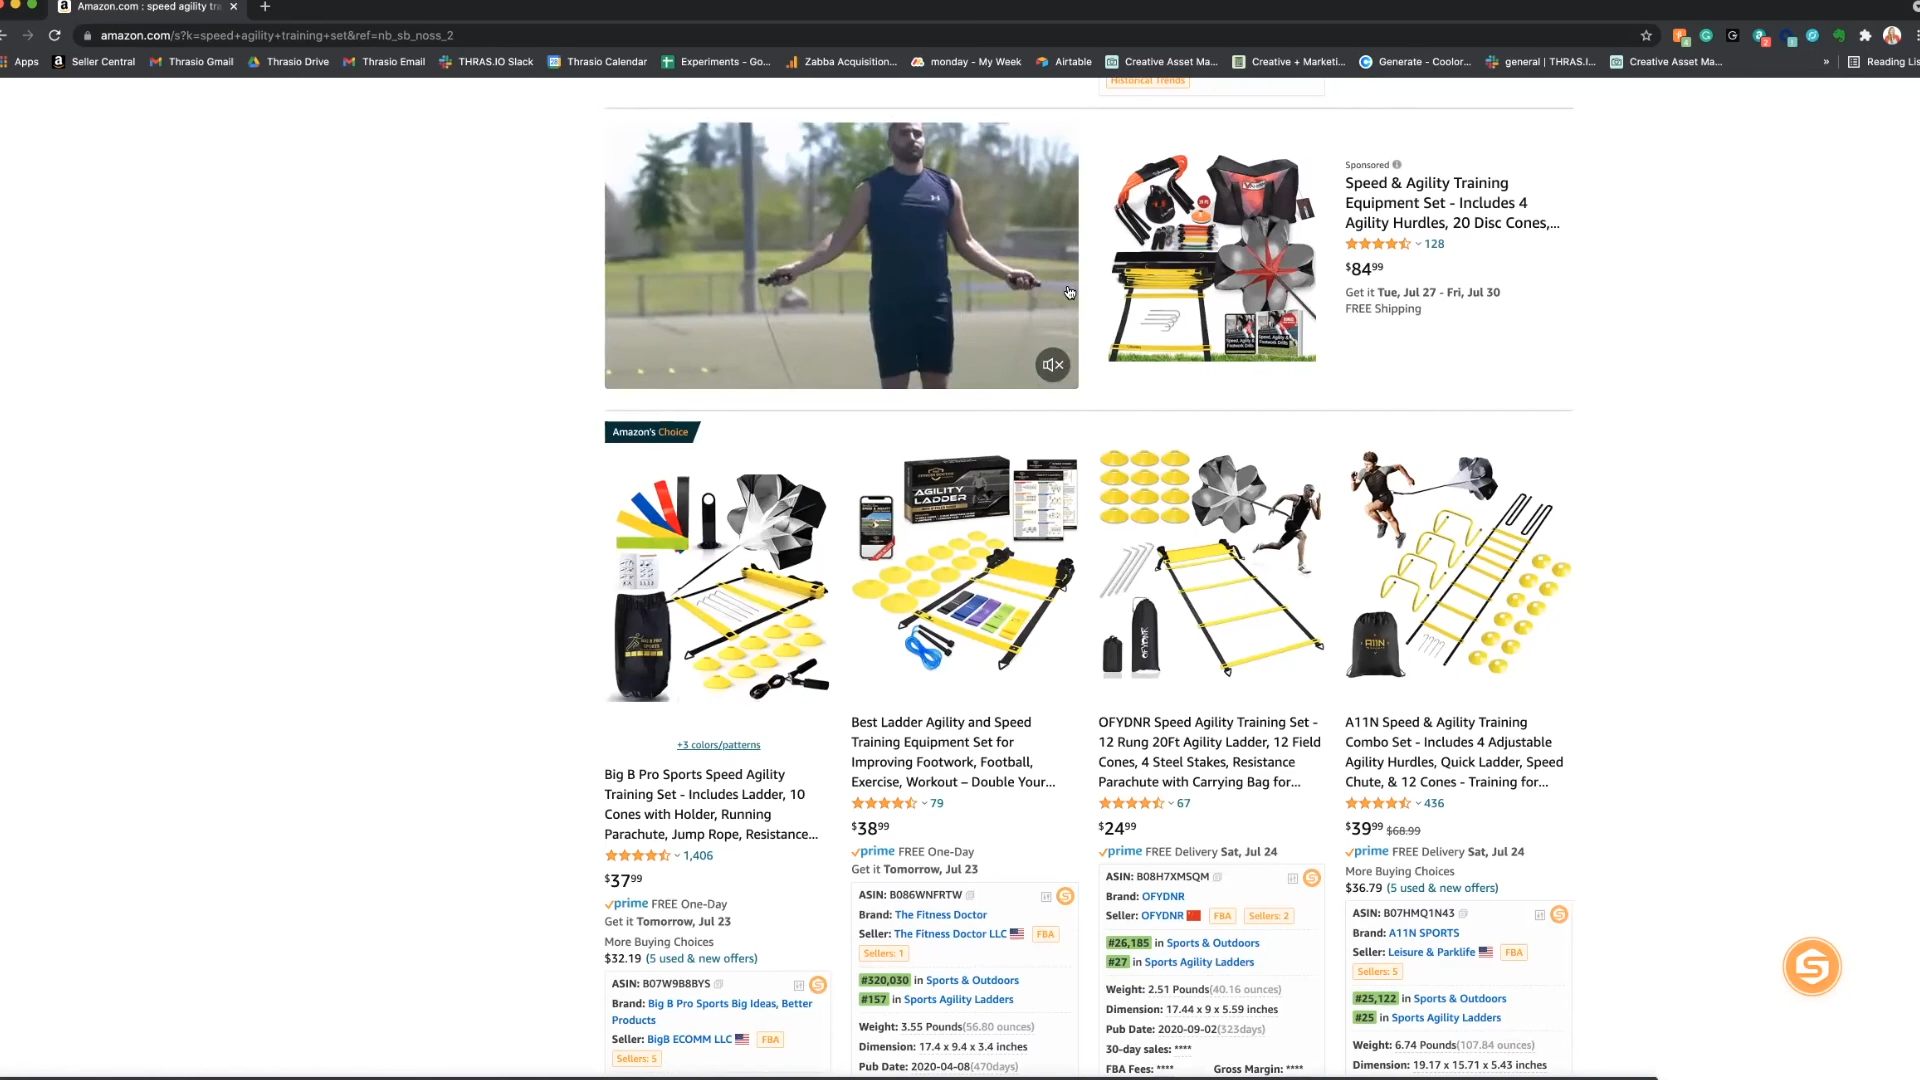 Amazon.com : speed agility tra
amazon.com/s?k=speed+agility+training+set&ref=nb_sb_noss_2
Apps
Seller Central
Thrasio Gmail
Thrasio Drive
Thrasio Email
THRAS.IO Slack
Thrasio Calendar
Experiments - Go...
Zabba Acquisition...
monday - My Week
Airtable
Creative Asset Ma...
Creative + Marketi...
Generate - Coolor...
general | THRAS.I...
Creative Asset Ma...
»
Reading Lis
Historical Trends
Sponsored
Speed & Agility Training
Equipment Set - Includes 4
Agility Hurdles, 20 Disc Cones,...
128
$84⁹⁹
Get it Tue, Jul 27 - Fri, Jul 30
FREE Shipping
Amazon's Choice
+3 colors/patterns
Big B Pro Sports Speed Agility
Training Set - Includes Ladder, 10
Cones with Holder, Running
Parachute, Jump Rope, Resistance...
1,406
$37⁹⁹
prime FREE One-Day
Get it Tomorrow, Jul 23
More Buying Choices
$32.19 (5 used & new offers)
ASIN: B07W9B8BYS
Brand: Big B Pro Sports Big Ideas, Better
Products
Seller: BigB ECOMM LLC FBA
Sellers: 5
AGILITY
LADDER
Best Ladder Agility and Speed
Training Equipment Set for
Improving Footwork, Football,
Exercise, Workout – Double Your...
79
$38⁹⁹
prime FREE One-Day
Get it Tomorrow, Jul 23
ASIN: B086WNFRTW
Brand: The Fitness Doctor
Seller: The Fitness Doctor LLC FBA
Sellers: 1
#320,030 in Sports & Outdoors
#157 in Sports Agility Ladders
Weight: 3.55 Pounds(56.80 ounces)
Dimension: 17.4 x 9.4 x 3.4 inches
Pub Date: 2020-04-08(470days)
OFYDNR
OFYDNR Speed Agility Training Set -
12 Rung 20Ft Agility Ladder, 12 Field
Cones, 4 Steel Stakes, Resistance
Parachute with Carrying Bag for...
67
$24⁹⁹
prime FREE Delivery Sat, Jul 24
ASIN: B08H7XMSQM
Brand: OFYDNR
Seller: OFYDNR FBA Sellers: 2
#26,185 in Sports & Outdoors
#27 in Sports Agility Ladders
Weight: 2.51 Pounds(40.16 ounces)
Dimension: 17.44 x 9 x 5.59 inches
Pub Date: 2020-09-02(323days)
30-day sales: ****
FBA Fees: **** Gross Margin: ****
A11N
A11N Speed & Agility Training
Combo Set - Includes 4 Adjustable
Agility Hurdles, Quick Ladder, Speed
Chute, & 12 Cones - Training for...
436
$39⁹⁹ $68.99
prime FREE Delivery Sat, Jul 24
More Buying Choices
$36.79 (5 used & new offers)
ASIN: B07HMQ1N43
Brand: A11N SPORTS
Seller: Leisure & Parklife FBA
Sellers: 5
#25,122 in Sports & Outdoors
#25 in Sports Agility Ladders
Weight: 6.74 Pounds(107.84 ounces)
Dimension: 19.17 x 15.71 x 5.43 inches